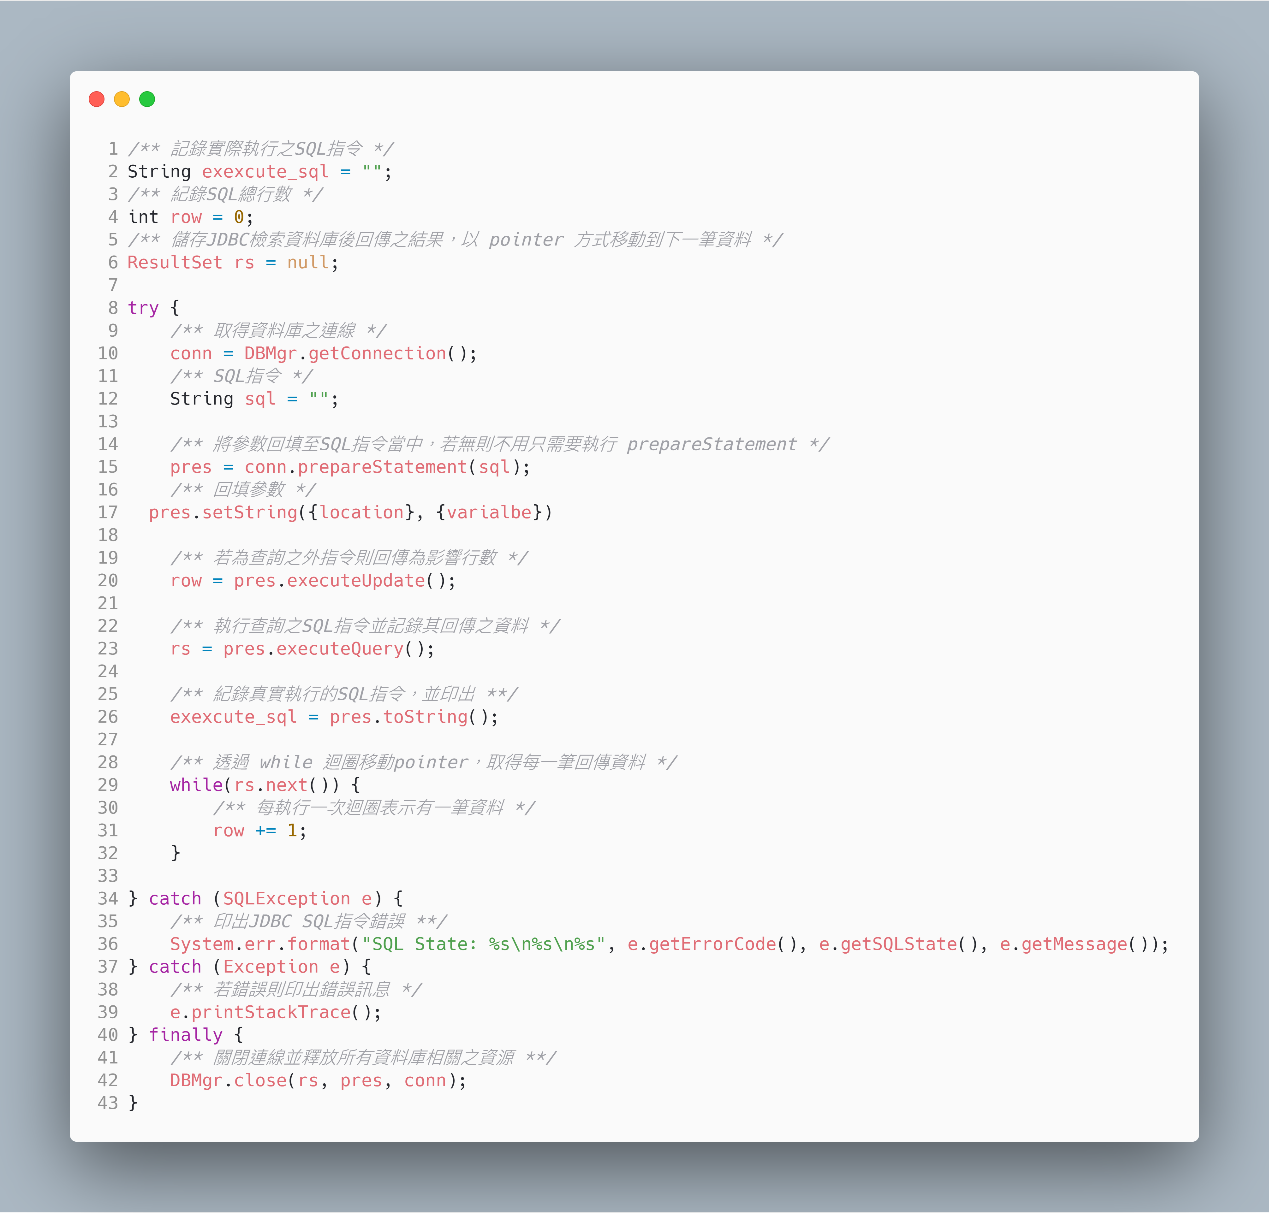 1 /** 記錄實際執行之SQL指令 */
2 String exexcute_sql = "";
3 /** 紀錄SQL總行數 */
4 int row = 0;
5 /** 儲存JDBC檢索資料庫後回傳之結果，以 pointer 方式移動到下一筆資料 */
6 ResultSet rs = null;
7
8 try {
9     /** 取得資料庫之連線 */
10     conn = DBMgr.getConnection();
11     /** SQL指令 */
12     String sql = "";
13
14     /** 將參數回填至SQL指令當中，若無則不用只需要執行 prepareStatement */
15     pres = conn.prepareStatement(sql);
16     /** 回填參數 */
17   pres.setString({location}, {varialbe})
18
19     /** 若為查詢之外指令則回傳為影響行數 */
20     row = pres.executeUpdate();
21
22     /** 執行查詢之SQL指令並記錄其回傳之資料 */
23     rs = pres.executeQuery();
24
25     /** 紀錄真實執行的SQL指令，並印出 **/
26     exexcute_sql = pres.toString();
27
28     /** 透過 while 迴圈移動pointer，取得每一筆回傳資料 */
29     while(rs.next()) {
30         /** 每執行一次迴圈表示有一筆資料 */
31         row += 1;
32     }
33
34 } catch (SQLException e) {
35     /** 印出JDBC SQL指令錯誤 **/
36     System.err.format("SQL State: %s\n%s\n%s", e.getErrorCode(), e.getSQLState(), e.getMessage());
37 } catch (Exception e) {
38     /** 若錯誤則印出錯誤訊息 */
39     e.printStackTrace();
40 } finally {
41     /** 關閉連線並釋放所有資料庫相關之資源 **/
42     DBMgr.close(rs, pres, conn);
43 }